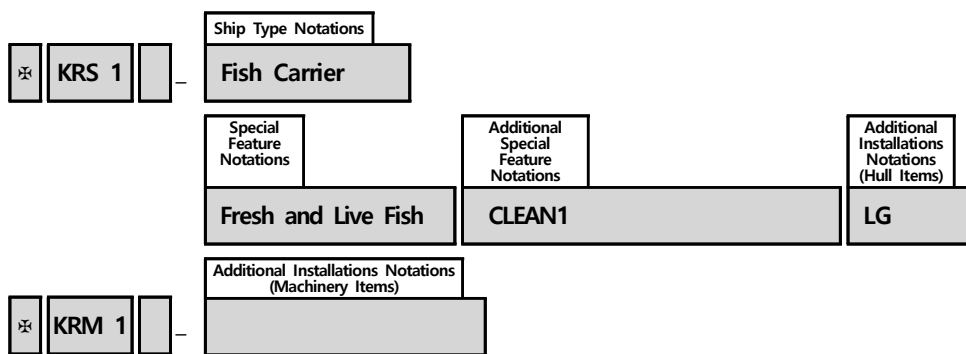 Ship Type Notations
✠ KRS 1 _ Fish Carrier
Special
Feature
Notations
Additional
Special
Feature
Notations
Additional
Installations
Notations
(Hull Items)
Fresh and Live Fish CLEAN1 LG
Additional Installations Notations
(Machinery Items)
✠ KRM 1 _